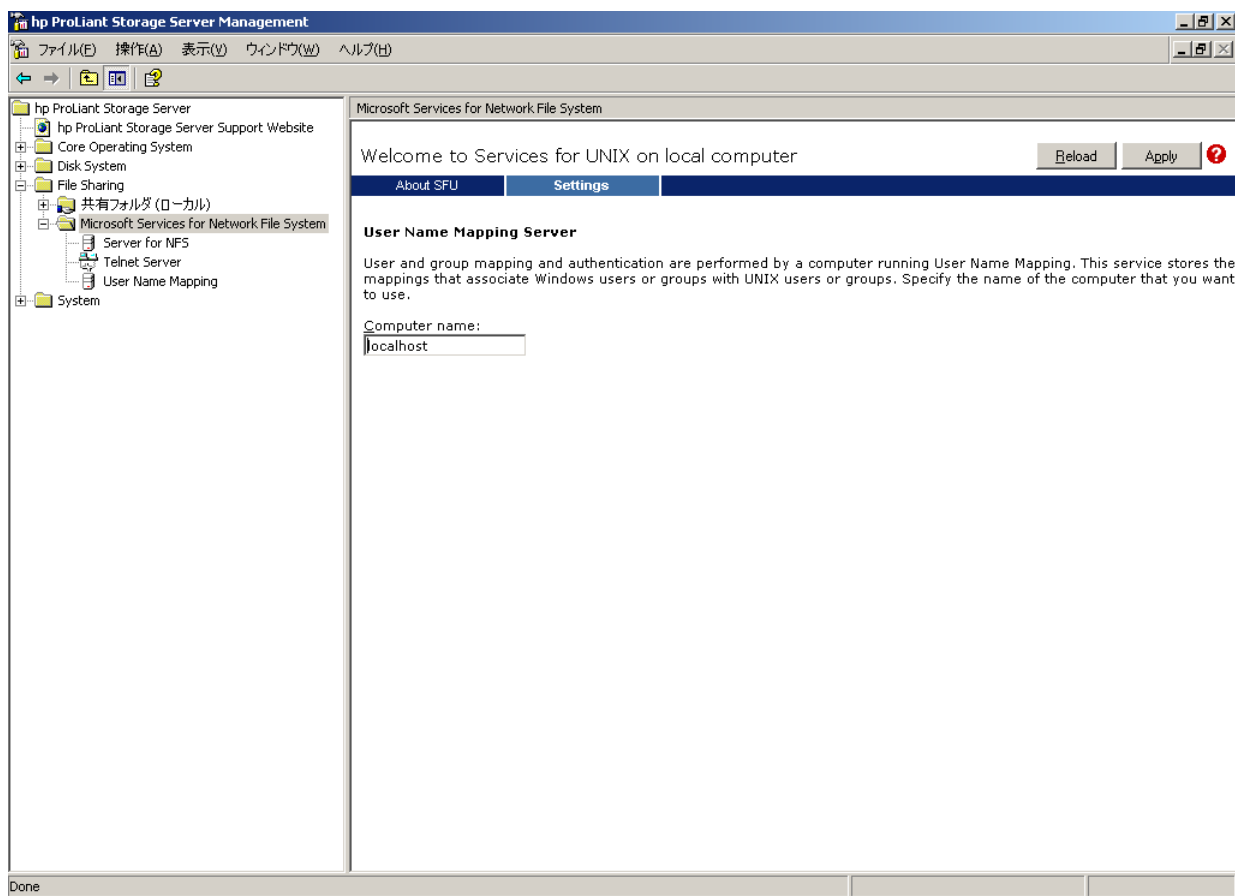 hp ProLiant Storage Server Management
ファイル(F) 操作(A) 表示(V) ウィンドウ(W) ヘルプ(H)
hp ProLiant Storage Server
hp ProLiant Storage Server Support Website
Core Operating System
Disk System
File Sharing
共有フォルダ (ローカル)
Microsoft Services for Network File System
Server for NFS
Telnet Server
User Name Mapping
System
Microsoft Services for Network File System
Welcome to Services for UNIX on local computer
Reload Apply
About SFU Settings
User Name Mapping Server
User and group mapping and authentication are performed by a computer running User Name Mapping. This service stores the
mappings that associate Windows users or groups with UNIX users or groups. Specify the name of the computer that you want
to use.
Computer name:
localhost
Done